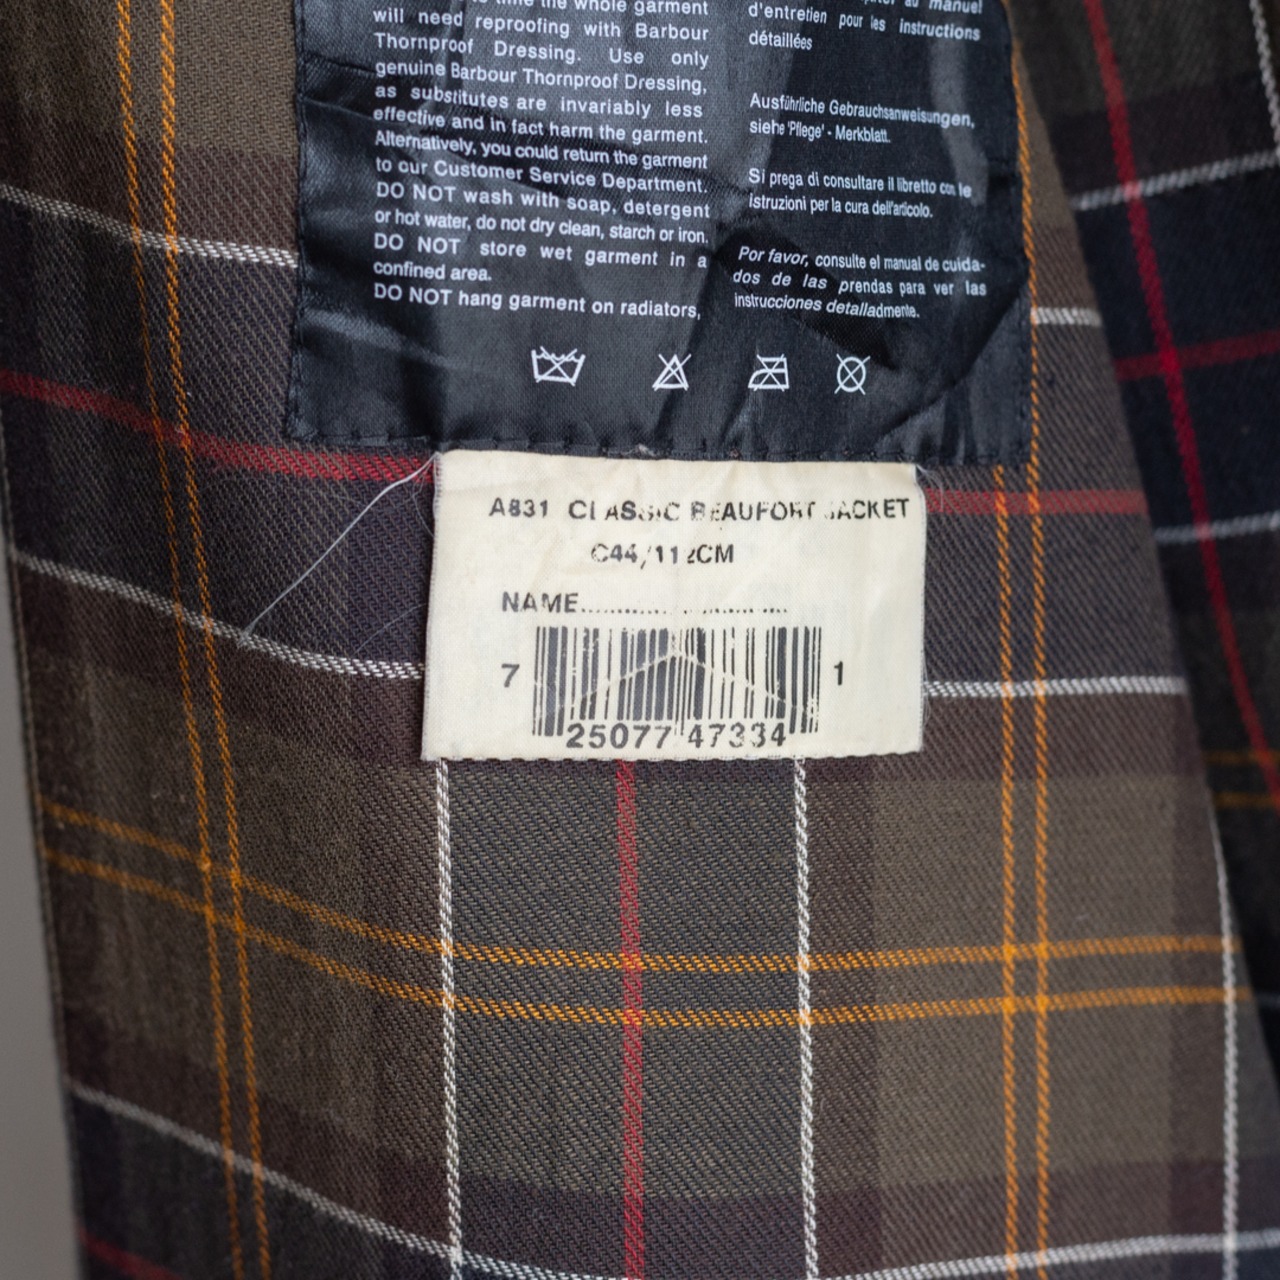 time the whole garment
will need reproofing with Barbour
Thornproof Dressing. Use only
genuine Barbour Thornproof Dressing,
as substitutes are invariably less
effective and in fact harm the garment.
Alternatively, you could return the garment
to our Customer Service Department.
DO NOT wash with soap, detergent
or hot water, do not dry clean, starch or iron.
DO NOT store wet garment in a
confined area.
DO NOT hang garment on radiators,
au manuel
d'entretien pour les instructions
détaillées
Ausführliche Gebrauchsanweisungen,
siehe 'Pflege' - Merkblatt.
Si prega di consultare il libretto con le
istruzioni per la cura dell'articolo.
Por favor, consulte el manual de cuida-
dos de las prendas para ver las
instrucciones detalladmente.
A831 CLASSIC BEAUFORT JACKET
C44/112CM
NAME......................
7 25077 47334 1